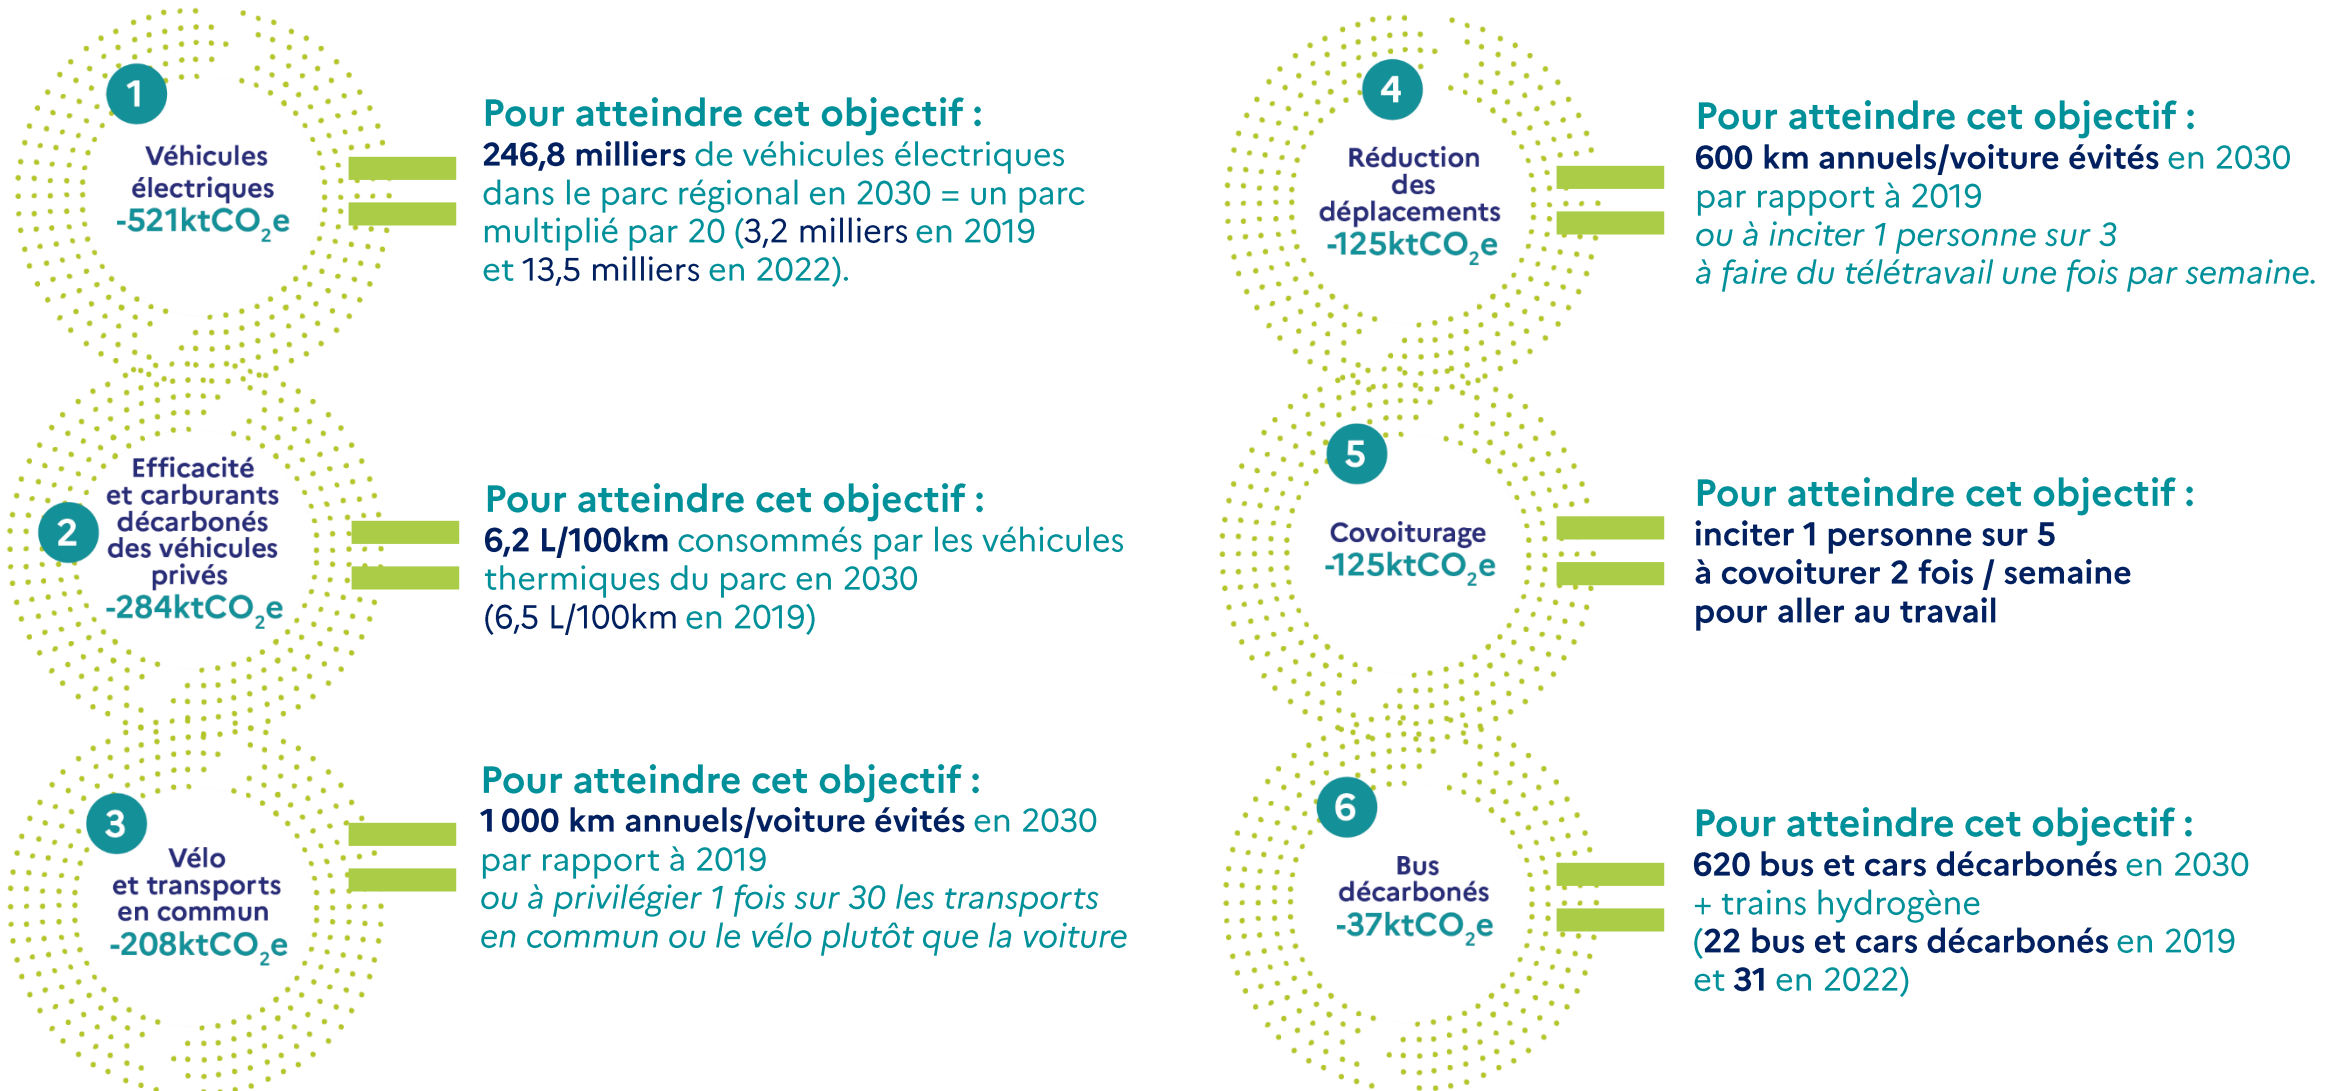 1
Véhicules
électriques
-521ktCO₂e
Pour atteindre cet objectif :
246,8 milliers de véhicules électriques
dans le parc régional en 2030 = un parc
multiplié par 20 (3,2 milliers en 2019
et 13,5 milliers en 2022).
2
Efficacité
et carburants
décarbonés
des véhicules
privés
-284ktCO₂e
Pour atteindre cet objectif :
6,2 L/100km consommés par les véhicules
thermiques du parc en 2030
(6,5 L/100km en 2019)
3
Vélo
et transports
en commun
-208ktCO₂e
Pour atteindre cet objectif :
1 000 km annuels/voiture évités en 2030
par rapport à 2019
ou à privilégier 1 fois sur 30 les transports
en commun ou le vélo plutôt que la voiture
4
Réduction
des
déplacements
-125ktCO₂e
Pour atteindre cet objectif :
600 km annuels/voiture évités en 2030
par rapport à 2019
ou à inciter 1 personne sur 3
à faire du télétravail une fois par semaine.
5
Covoiturage
-125ktCO₂e
Pour atteindre cet objectif :
inciter 1 personne sur 5
à covoiturer 2 fois / semaine
pour aller au travail
6
Bus
décarbonés
-37ktCO₂e
Pour atteindre cet objectif :
620 bus et cars décarbonés en 2030
+ trains hydrogène
(22 bus et cars décarbonés en 2019
et 31 en 2022)